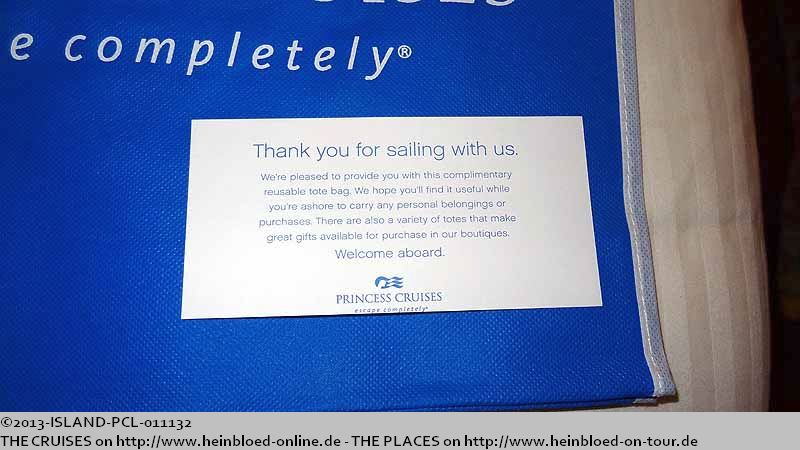 e completely®
Thank you for sailing with us.
We're pleased to provide you with this complimentary
reusable tote bag. We hope you'll find it useful while
you're ashore to carry any personal belongings or
purchases. There are also a variety of totes that make
great gifts available for purchase in our boutiques.
Welcome aboard.
PRINCESS CRUISES
escape completely®
©2013-ISLAND-PCL-011132
THE CRUISES on http://www.heinbloed-online.de - THE PLACES on http://www.heinbloed-on-tour.de